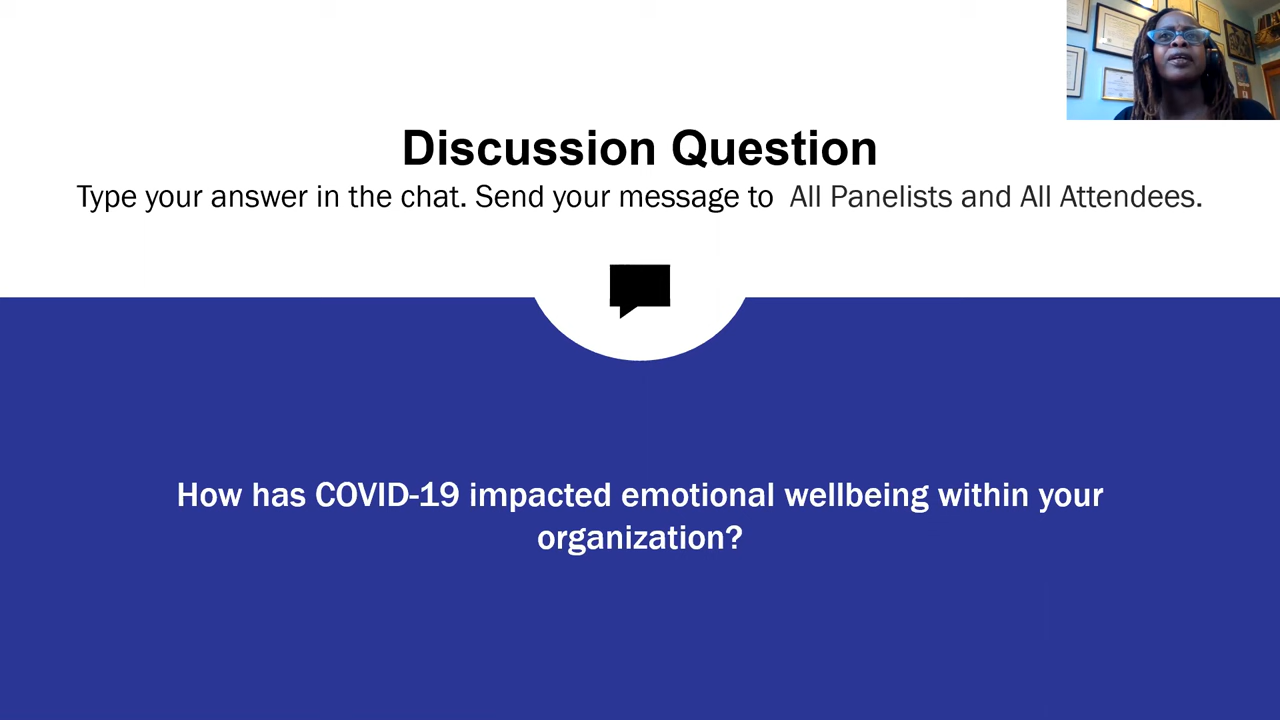 Discussion Question
Type your answer in the chat. Send your message to All Panelists and All Attendees.
How has COVID-19 impacted emotional wellbeing within your
organization?